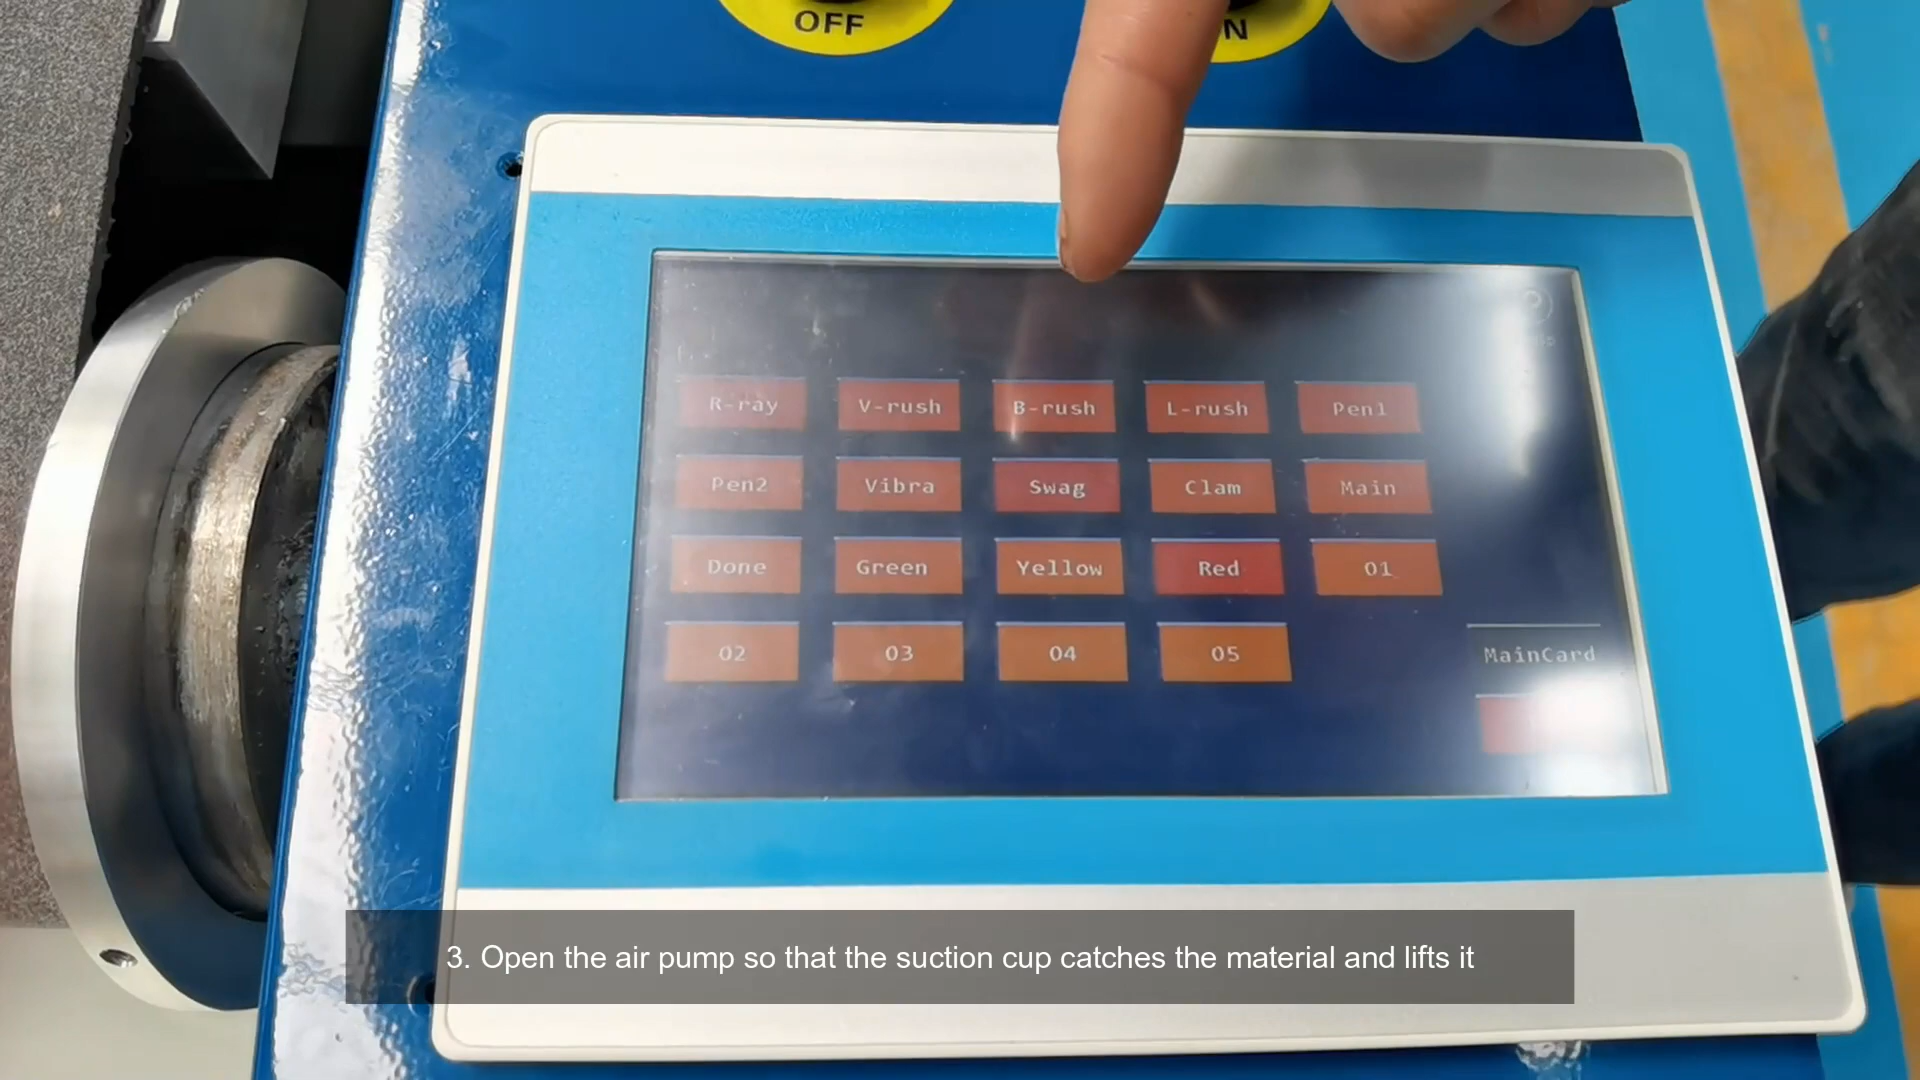 OFF
N
R-ray V-rush B-rush L-rush Pen1
Pen2 Vibra Swag Clam Main
Done Green Yellow Red 01
02 03 04 05
MainCard
3. Open the air pump so that the suction cup catches the material and lifts it